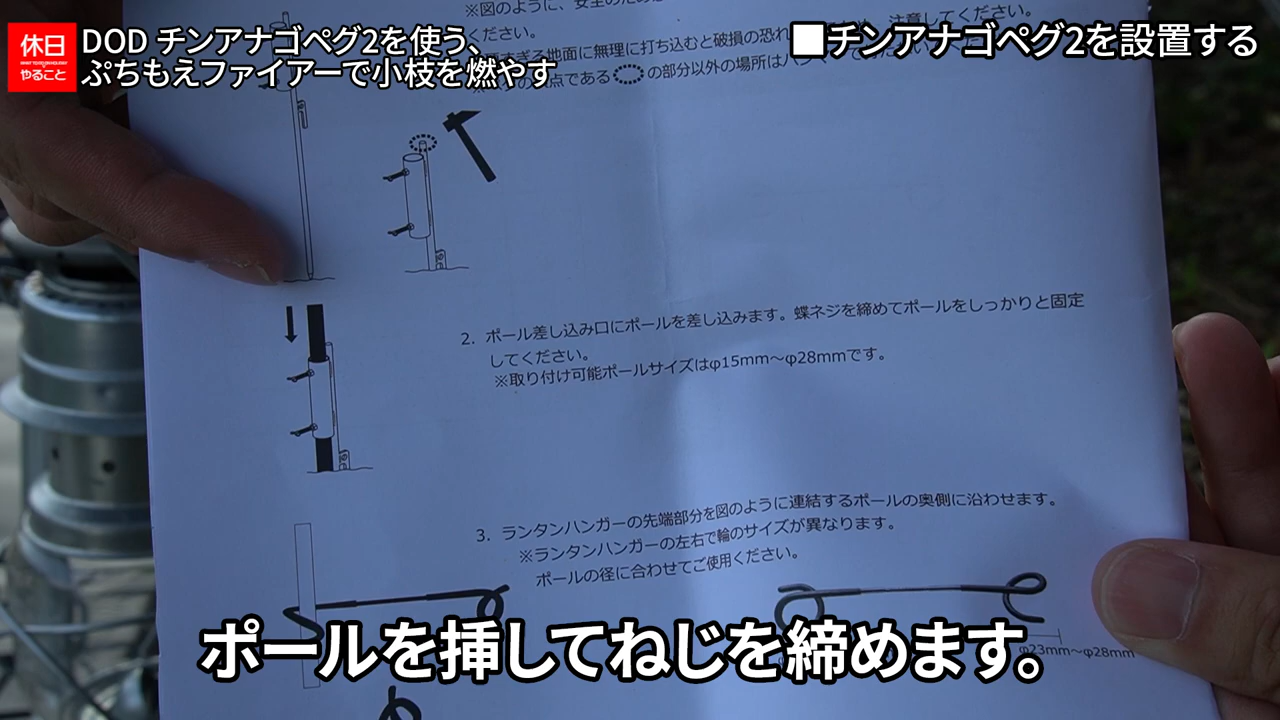 休日
やること
DOD チンアナゴペグ2を使う、
ぷちもえファイアーで小枝を燃やす
■チンアナゴペグ2を設置する
※図のように、安全のため
注意してください。
ください。
すぎる地面に無理に打ち込むと破損の恐れ
点である
の部分以外の場所は
2. ポール差し込み口にポールを差し込みます。蝶ネジを締めてポールをしっかりと固定
してください。
※取り付け可能ポールサイズはφ15mm～φ28mmです。
3. ランタンハンガーの先端部分を図のように連結するポールの奥側に沿わせます。
※ランタンハンガーの左右で輪のサイズが異なります。
ポールの径に合わせてご使用ください。
φ23mm～φ28mm
ポールを挿してねじを締めます。